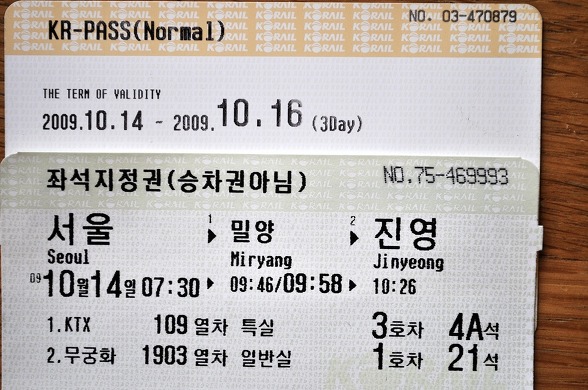 NO. 03-470879
KR-PASS(Normal)
THE TERM OF VALIDITY
2009.10.14 - 2009.10.16 (3Day)
좌석지정권(승차권아님) NO.75-469993
서울 1 ▶ 밀양 2 ▶ 진영
Seoul Miryang Jinyeong
09 10월14일 07:30 ▶ 09:46/09:58 ▶ 10:26
1.KTX 109 열차 특실 3호차 4A석
2.무궁화 1903 열차 일반실 1호차 21석